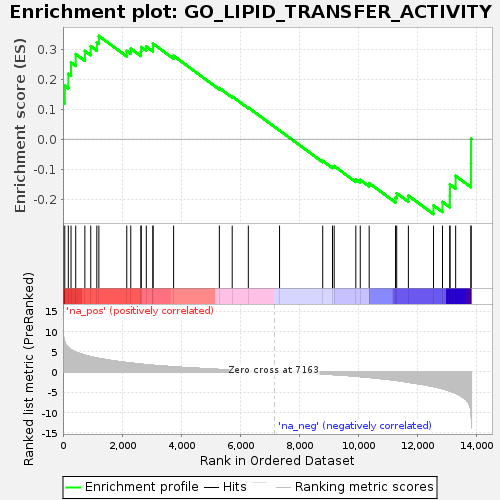 Enrichment plot: GO_LIPID_TRANSFER_ACTIVITY
Enrichment score (ES)
0.3
0.2
0.1
0.0
-0.1
-0.2
'na_pos' (positively correlated)
Ranked list metric (PreRanked)
15
10
5
0
-5
-10
-15
Zero cross at 7163
'na_neg' (negatively correlated)
0
2,000
4,000
6,000
8,000
10,000
12,000
14,000
Rank in Ordered Dataset
Enrichment profile
Hits
Ranking metric scores